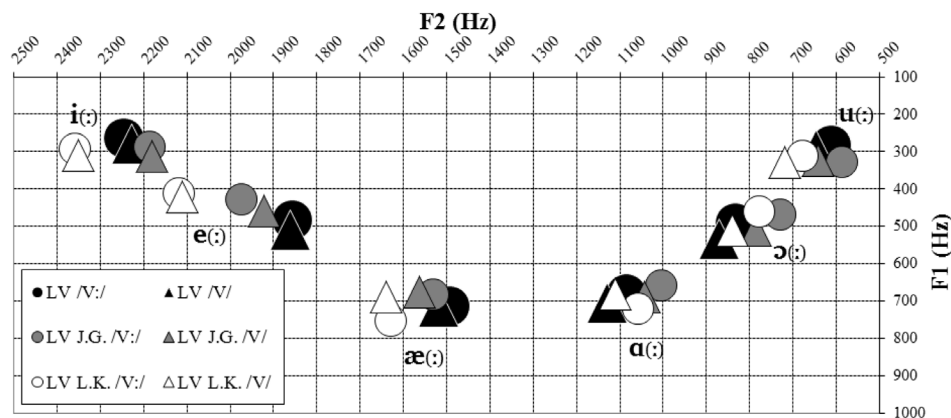 F2 (Hz)
2500 2400 2300 2200 2100 2000 1900 1800 1700 1600 1500 1400 1300 1200 1100 1000 900 800 700 600 500
100
200
300
400
500
600
700
800
900
1000
F1 (Hz)
i(ː)
u(ː)
e(ː)
ɔ(ː)
æ(ː)
ɑ(ː)
LV /V:/ LV /V/
LV J.G. /V:/ LV J.G. /V/
LV L.K. /V:/ LV L.K. /V/